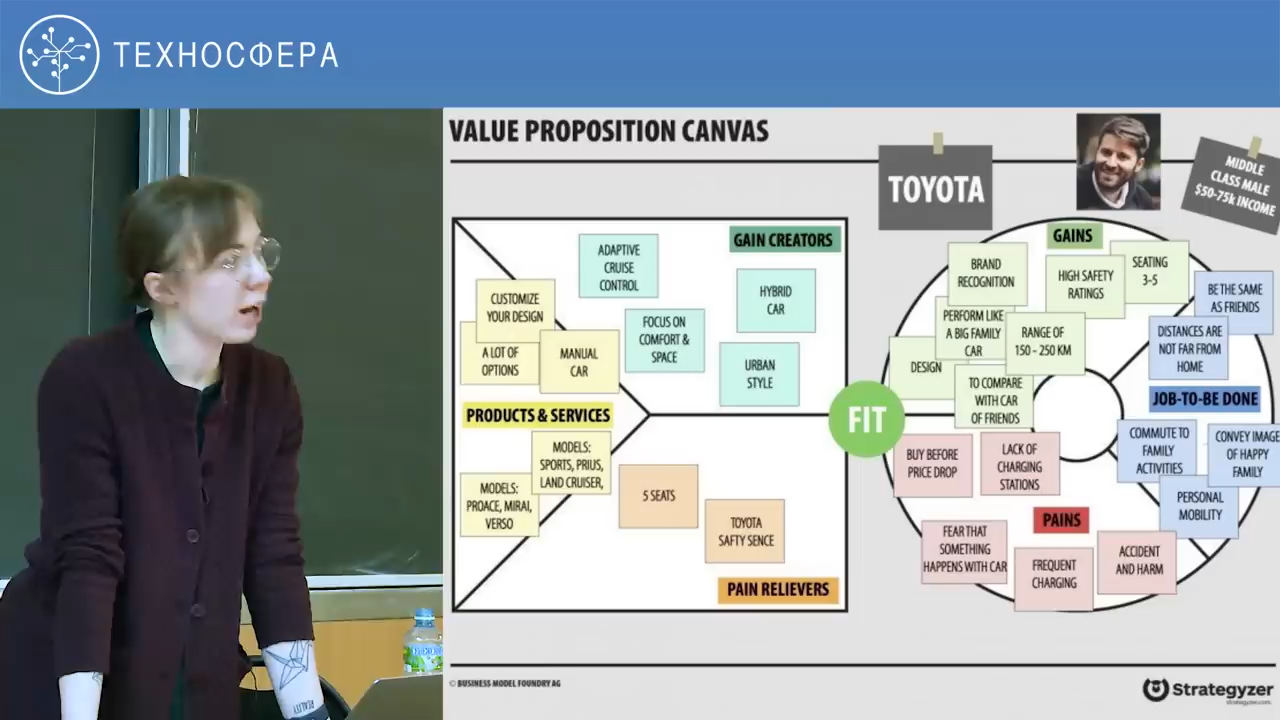 ТЕХНОСФЕРА
VALUE PROPOSITION CANVAS
TOYOTA
MIDDLE
CLASS MALE
$50-75k INCOME
GAIN CREATORS
ADAPTIVE
CRUISE
CONTROL
HYBRID
CAR
CUSTOMIZE
YOUR DESIGN
A LOT OF
OPTIONS
MANUAL
CAR
FOCUS ON
COMFORT &
SPACE
URBAN
STYLE
PRODUCTS & SERVICES
MODELS:
SPORTS, PRIUS,
LAND CRUISER,
MODELS:
PROACE, MIRAI,
VERSO
5 SEATS
TOYOTA
SAFTY SENCE
PAIN RELIEVERS
FIT
GAINS
BRAND
RECOGNITION
HIGH SAFETY
RATINGS
SEATING
3-5
PERFORM LIKE
A BIG FAMILY
CAR
RANGE OF
150 - 250 KM
DESIGN
TO COMPARE
WITH CAR
OF FRIENDS
BE THE SAME
AS FRIENDS
DISTANCES ARE
NOT FAR FROM
HOME
JOB-TO-BE DONE
COMMUTE TO
FAMILY
ACTIVITIES
CONVEY IMAGE
OF HAPPY
FAMILY
PERSONAL
MOBILITY
BUY BEFORE
PRICE DROP
LACK OF
CHARGING
STATIONS
PAINS
FEAR THAT
SOMETHING
HAPPENS WITH CAR
FREQUENT
CHARGING
ACCIDENT
AND HARM
© BUSINESS MODEL FOUNDRY AG
Strategyzer
strategyzer.com
REALITY